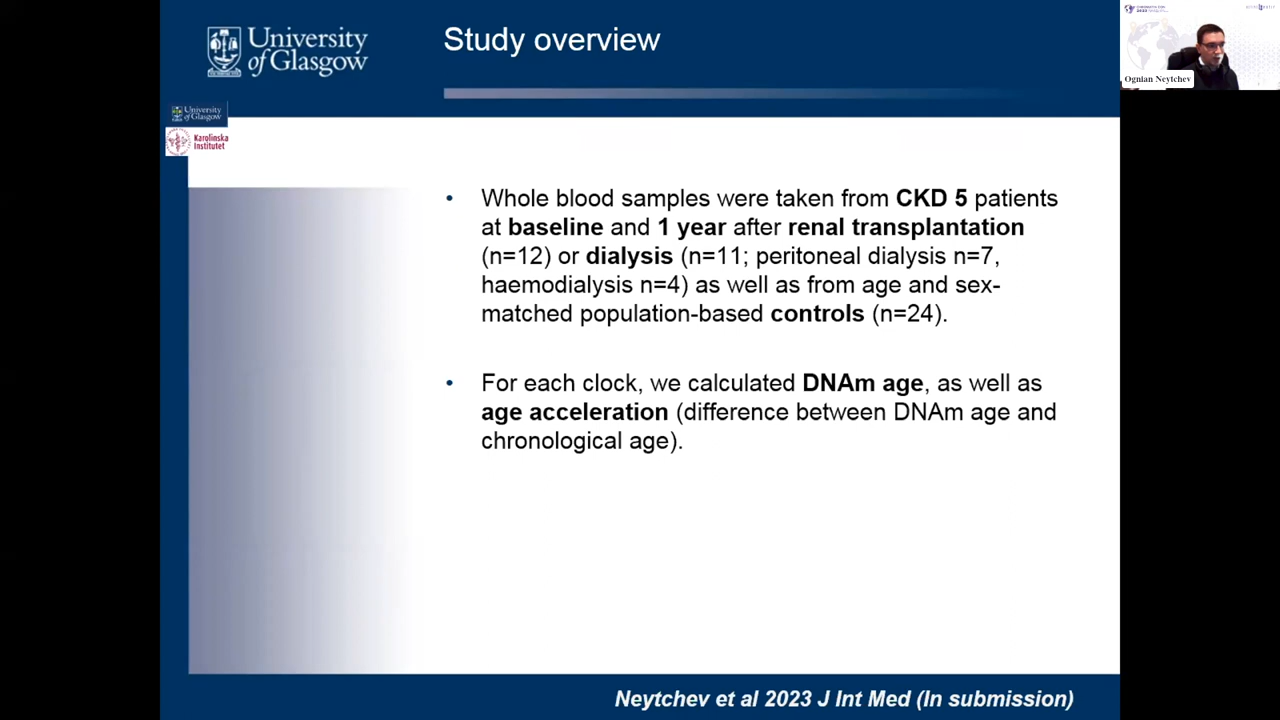 University
of Glasgow
Study overview
University
of Glasgow
Karolinska
Institutet
• Whole blood samples were taken from CKD 5 patients
at baseline and 1 year after renal transplantation
(n=12) or dialysis (n=11; peritoneal dialysis n=7,
haemodialysis n=4) as well as from age and sex-
matched population-based controls (n=24).
• For each clock, we calculated DNAm age, as well as
age acceleration (difference between DNAm age and
chronological age).
Neytchev et al 2023 J Int Med (In submission)
Ognian Neytchev